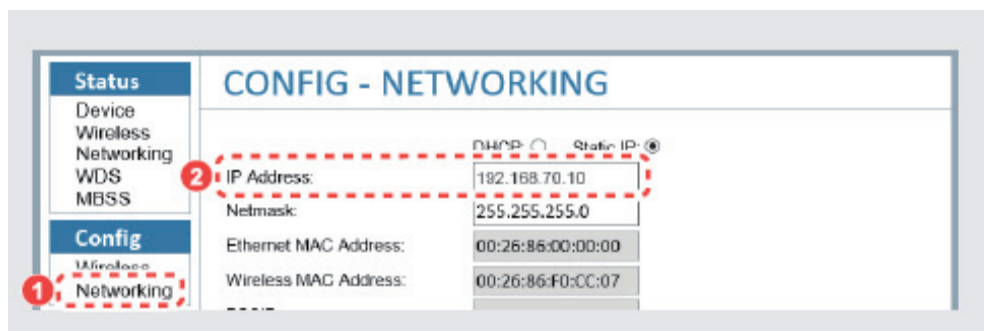 Status
Device
Wireless
Networking
WDS
MBSS
Config
Wireless
1 Networking
CONFIG - NETWORKING
DHCP: Static IP:
2 IP Address: 192.168.70.10
Netmask: 255.255.255.0
Ethernet MAC Address: 00:26:86:00:00:00
Wireless MAC Address: 00:26:86:F0:CC:07